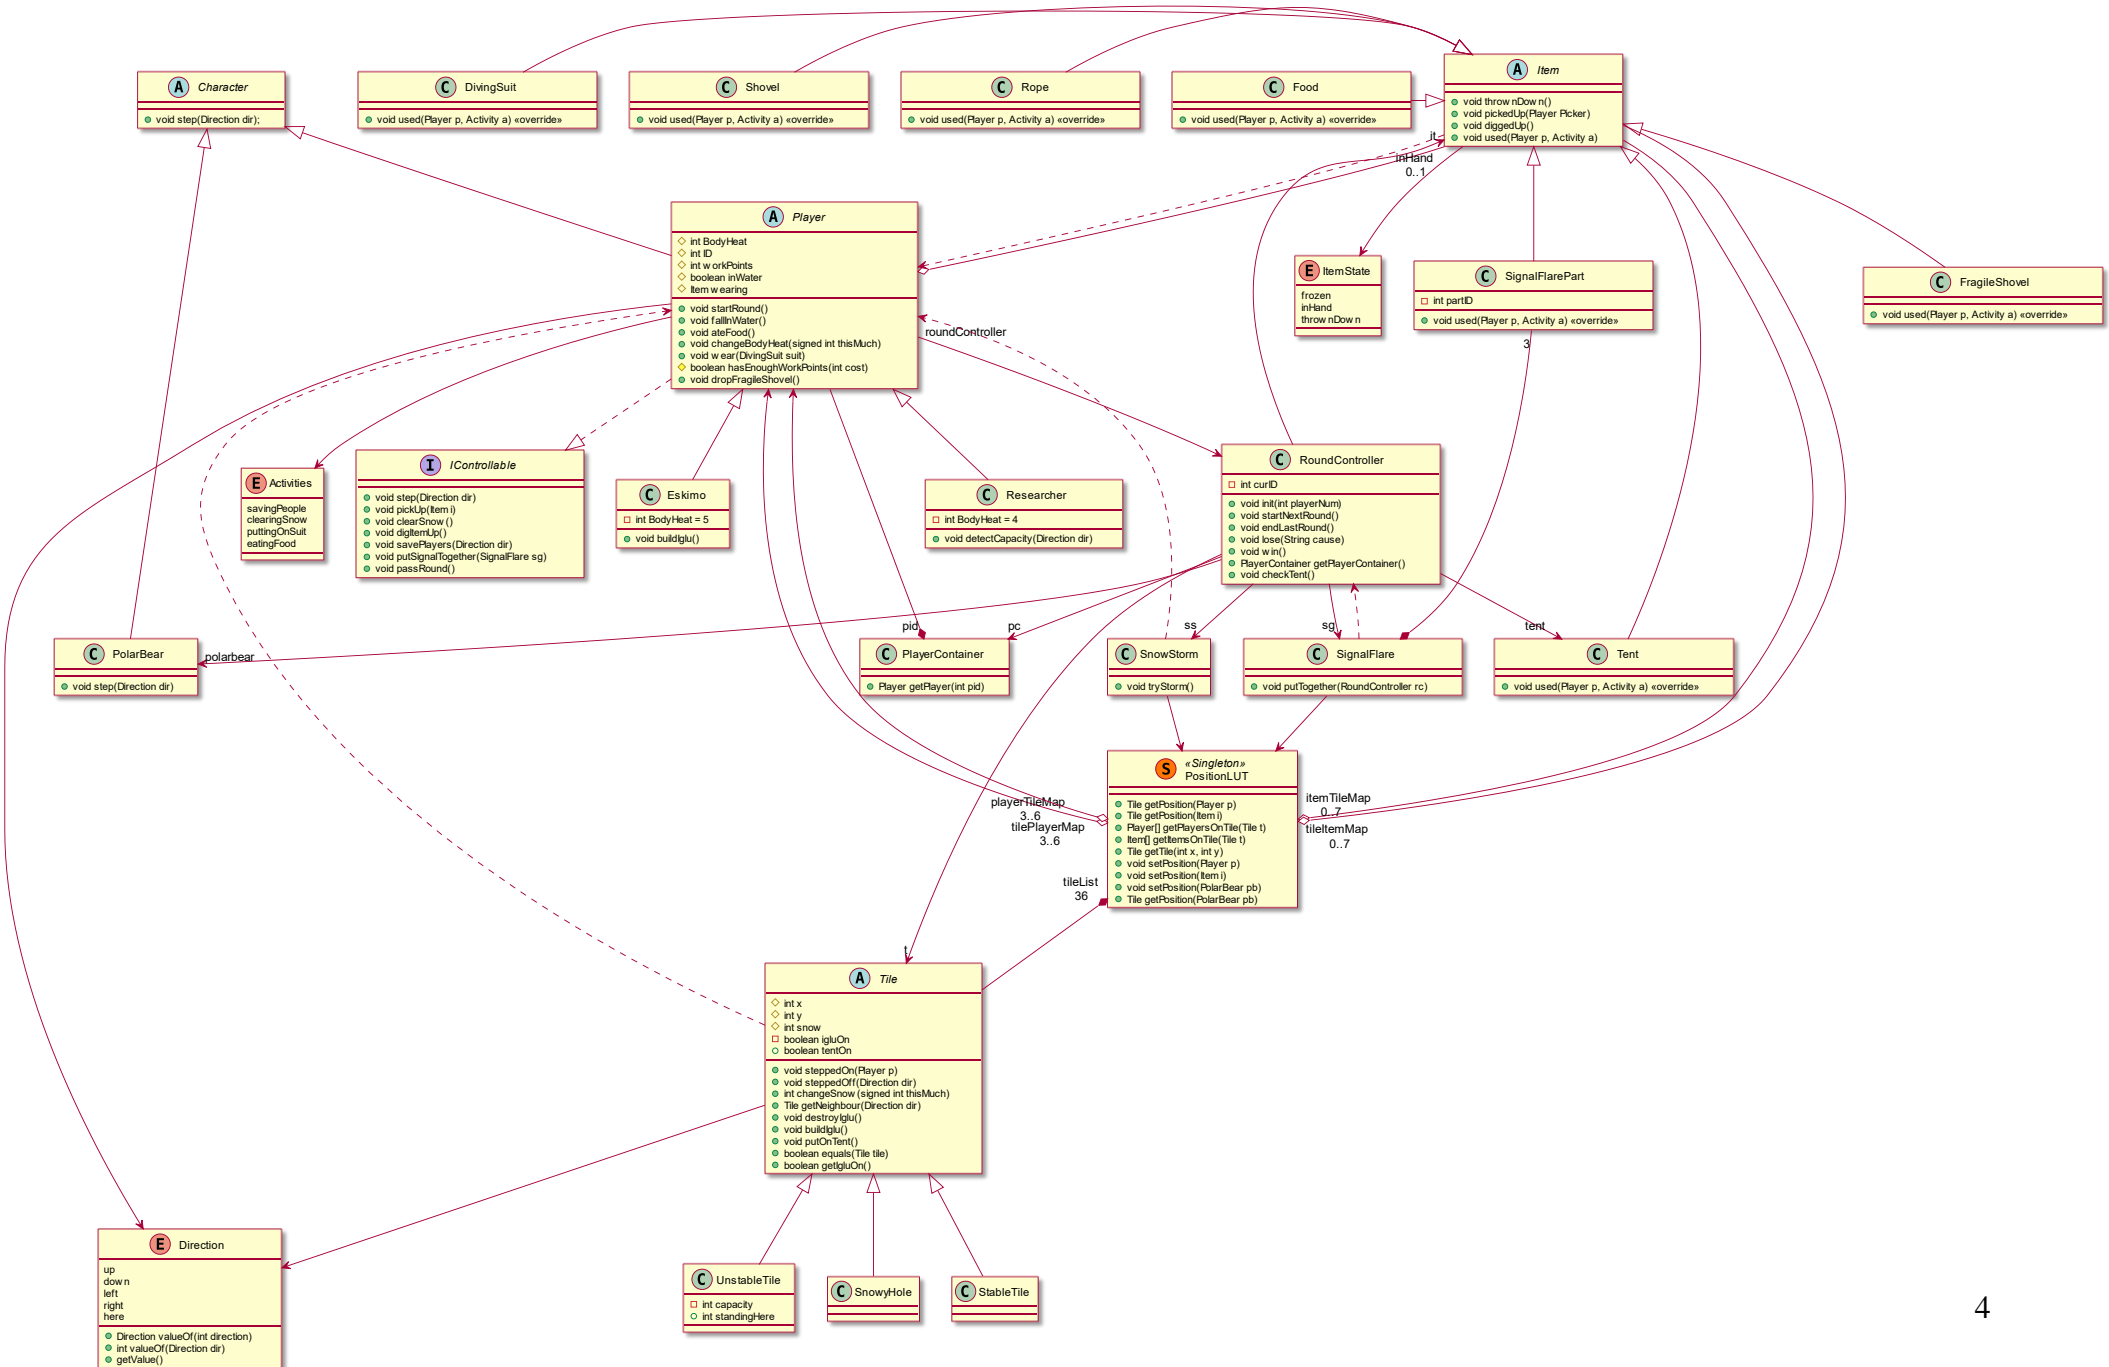 A Character
void step(Direction dir);
C DivingSuit
void used(Player p, Activity a) «override»
C Shovel
void used(Player p, Activity a) «override»
C Rope
void used(Player p, Activity a) «override»
C Food
void used(Player p, Activity a) «override»
A Item
void thrownDown()
void pickedUp(Player Picker)
void diggedUp()
void used(Player p, Activity a)
it
inHand
0..1
A Player
int BodyHeat
int ID
int workPoints
boolean inWater
Item wearing
void startRound()
void fallInWater()
void ateFood()
void changeBodyHeat(signed int thisMuch)
void wear(DivingSuit suit)
boolean hasEnoughWorkPoints(int cost)
void dropFragileShovel()
roundController
E ItemState
frozen
inHand
thrownDown
C SignalFlarePart
int partID
void used(Player p, Activity a) «override»
3
C FragileShovel
void used(Player p, Activity a) «override»
E Activities
savingPeople
clearingSnow
puttingOnSuit
eatingFood
I IControllable
void step(Direction dir)
void pickUp(Item i)
void clearSnow()
void digItemUp()
void savePlayers(Direction dir)
void putSignalTogether(SignalFlare sg)
void passRound()
C Eskimo
int BodyHeat = 5
void buildIglu()
C Researcher
int BodyHeat = 4
void detectCapacity(Direction dir)
C RoundController
int curID
void init(int playerNum)
void startNextRound()
void endLastRound()
void lose(String cause)
void win()
PlayerContainer getPlayerContainer()
void checkTent()
polarbear
pid
pc
ss
sg
tent
C PolarBear
void step(Direction dir)
C PlayerContainer
Player getPlayer(int pid)
C SnowStorm
void tryStorm()
C SignalFlare
void putTogether(RoundController rc)
C Tent
void used(Player p, Activity a) «override»
S «Singleton»
PositionLUT
Tile getPosition(Player p)
Tile getPosition(Item i)
Player[] getPlayersOnTile(Tile t)
Item[] getItemsOnTile(Tile t)
Tile getTile(int x, int y)
void setPosition(Player p)
void setPosition(Item i)
void setPosition(PolarBear pb)
Tile getPosition(PolarBear pb)
playerTileMap
3..6
tilePlayerMap
3..6
itemTileMap
0..7
tileItemMap
0..7
tileList
36
t
A Tile
int x
int y
int snow
boolean igluOn
boolean tentOn
void steppedOn(Player p)
void steppedOff(Direction dir)
int changeSnow(signed int thisMuch)
Tile getNeighbour(Direction dir)
void destroyIglu()
void buildIglu()
void putOnTent()
boolean equals(Tile tile)
boolean getIgluOn()
E Direction
up
down
left
right
here
Direction valueOf(int direction)
int valueOf(Direction dir)
getValue()
C UnstableTile
int capacity
int standingHere
C SnowyHole
C StableTile
4